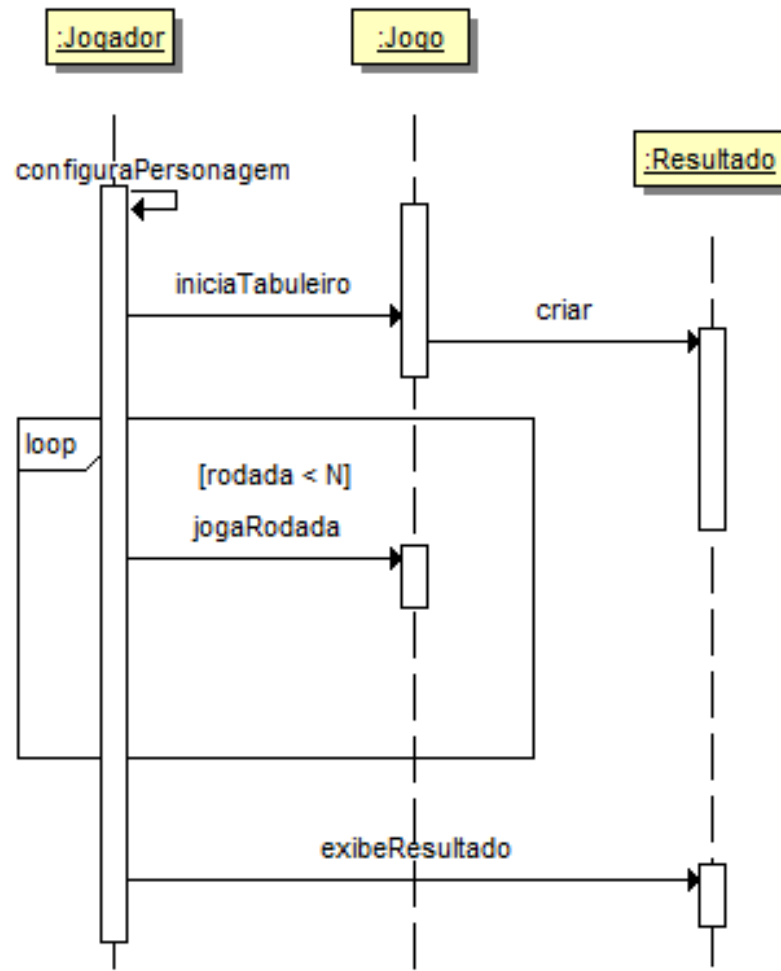 :Jogador
:Jogo
:Resultado
configuraPersonagem
iniciaTabuleiro
criar
loop
[rodada < N]
jogaRodada
exibeResultado